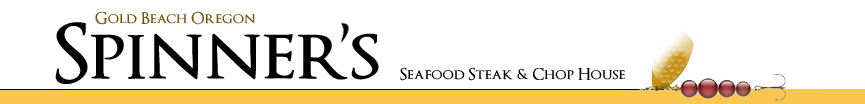 Gold Beach Oregon
Spinner's
Seafood Steak & Chop House